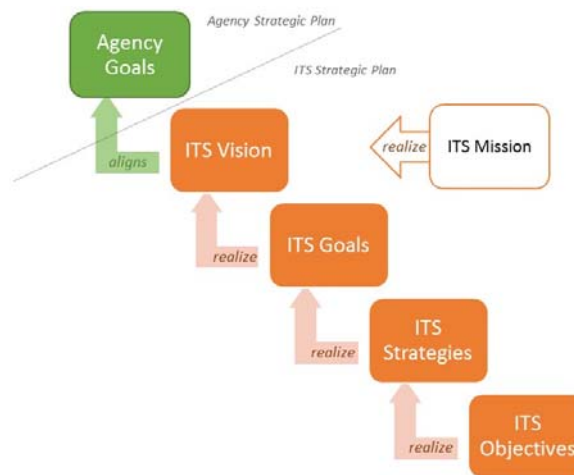 Agency Strategic Plan
Agency
Goals
ITS Strategic Plan
aligns
ITS Vision
realize
ITS Mission
realize
ITS Goals
realize
ITS
Strategies
realize
ITS
Objectives